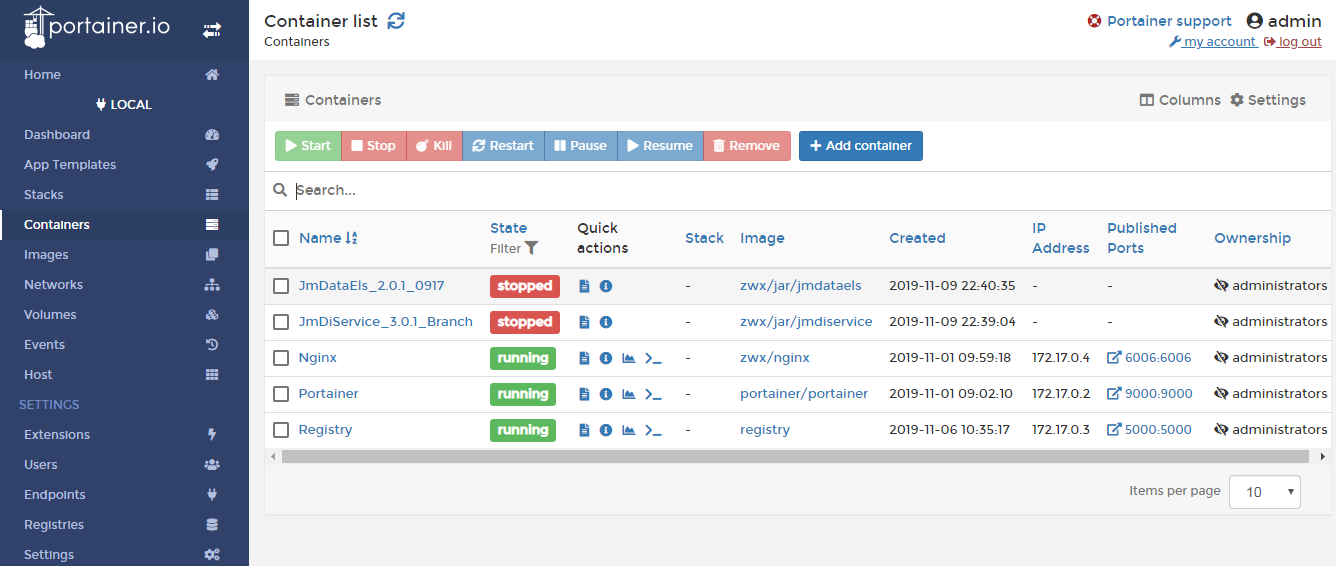 portainer.io
Container list
Containers
Portainer support admin
my account log out
Home
LOCAL
Dashboard
App Templates
Stacks
Containers
Images
Networks
Volumes
Events
Host
SETTINGS
Extensions
Users
Endpoints
Registries
Settings
Containers
Columns Settings
Start Stop Kill Restart Pause Resume Remove Add container
Search...
Name State Filter Quick actions Stack Image Created IP Address Published Ports Ownership
JmDataEls_2.0.1_0917 stopped - zwx/jar/jmdataels 2019-11-09 22:40:35 - - administrators
JmDiService_3.0.1_Branch stopped - zwx/jar/jmdiservice 2019-11-09 22:39:04 - - administrators
Nginx running - zwx/nginx 2019-11-01 09:59:18 172.17.0.4 6006:6006 administrators
Portainer running - portainer/portainer 2019-11-01 09:02:10 172.17.0.2 9000:9000 administrators
Registry running - registry 2019-11-06 10:35:17 172.17.0.3 5000:5000 administrators
Items per page 10